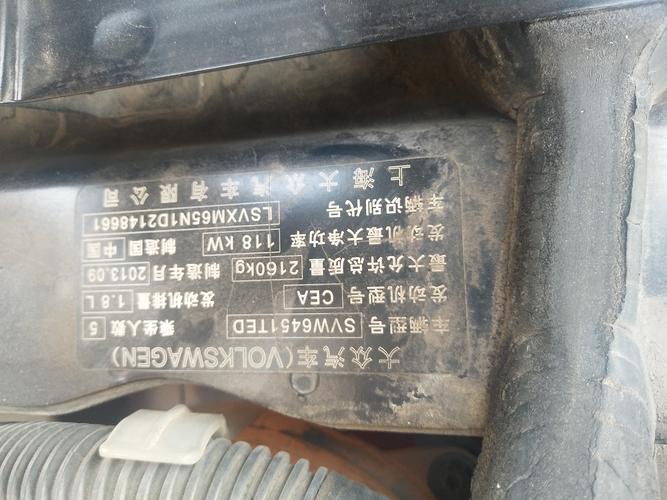 大众汽车(VOLKSWAGEN)
车辆型号 SVW6451TED 乘坐人数 5
发动机型号 CEA 发动机排量 1.8 L
最大允许总质量 2160kg 制造年月 2013.09
发动机最大净功率 118 kW 制造国 中国
车辆识别代号 LSVXM65N1D2148661
上海大众汽车有限公司